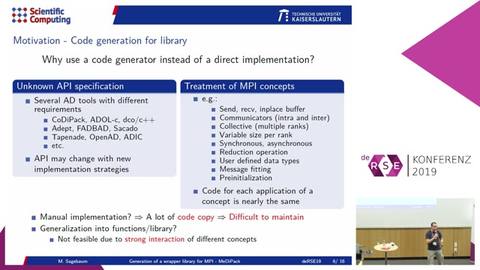 Scientific
Computing
TECHNISCHE UNIVERSITÄT
KAISERSLAUTERN
Motivation - Code generation for library
Why use a code generator instead of a direct implementation?
Unknown API specification
Several AD tools with different
requirements
CoDiPack, ADOL-c, dco/c++
Adept, FADBAD, Sacado
Tapenade, OpenAD, ADIC
etc.
API may change with new
implementation strategies
Treatment of MPI concepts
e.g.:
Send, recv, inplace buffer
Communicators (intra and inter)
Collective (multiple ranks)
Variable size per rank
Synchronous, asynchronous
Reduction operation
User defined data types
Message fitting
Preinitialization
Code for each application of a
concept is nearly the same
Manual implementation? ⇒ A lot of code copy ⇒ Difficult to maintain
Generalization into functions/library?
Not feasible due to strong interaction of different concepts
M. Sagebaum
Generation of a wrapper library for MPI - MeDiPack
deRSE19
6/ 16
de
RSE
KONFERENZ
2019